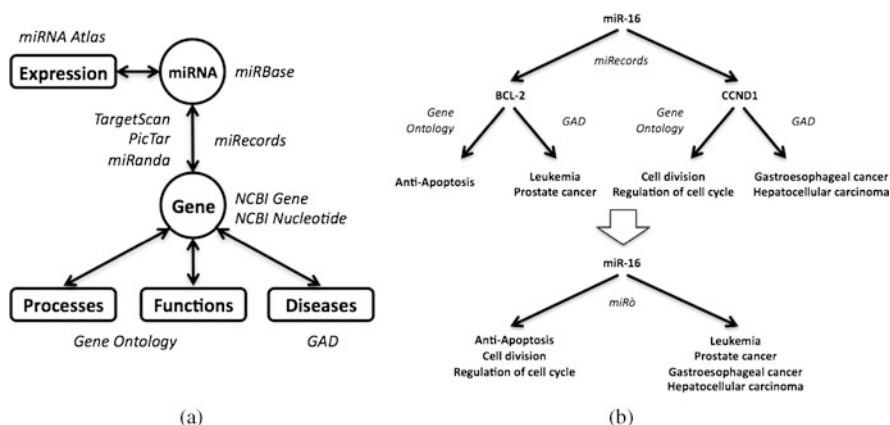 miRNA Atlas
Expression
miRNA
miRBase
TargetScan
PicTar
miRanda
miRecords
Gene
NCBI Gene
NCBI Nucleotide
Processes
Functions
Diseases
Gene Ontology
GAD
(a)
miR-16
miRecords
BCL-2
CCND1
Gene
Ontology
GAD
Gene
Ontology
GAD
Anti-Apoptosis
Leukemia
Prostate cancer
Cell division
Regulation of cell cycle
Gastroesophageal cancer
Hepatocellular carcinoma
miR-16
miRò
Anti-Apoptosis
Cell division
Regulation of cell cycle
Leukemia
Prostate cancer
Gastroesophageal cancer
Hepatocellular carcinoma
(b)